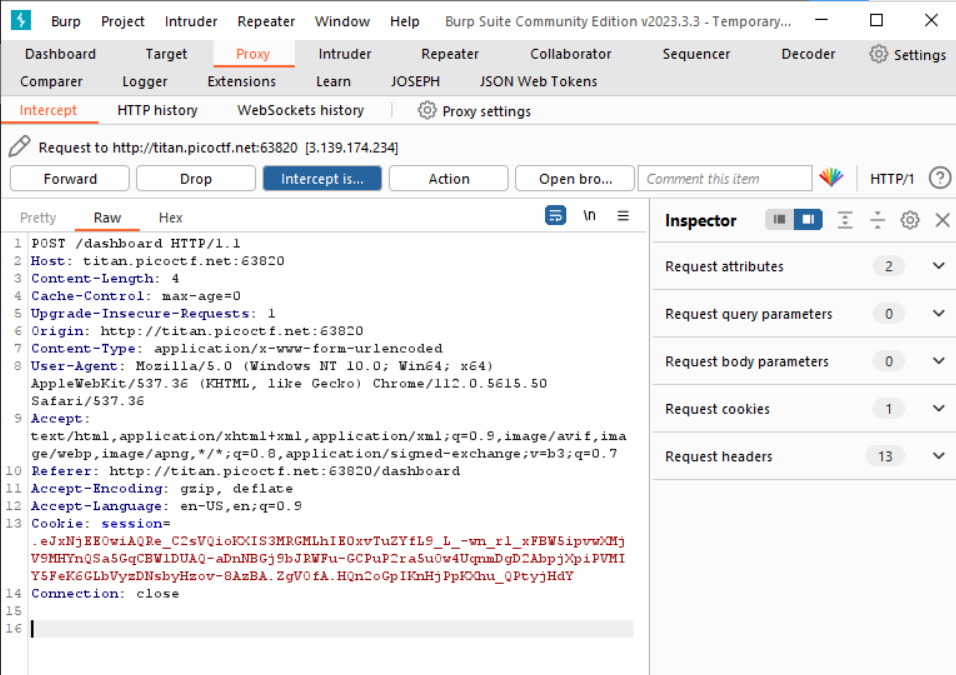 Burp Project Intruder Repeater Window Help Burp Suite Community Edition v2023.3.3 - Temporary...
Dashboard Target Proxy Intruder Repeater Collaborator Sequencer Decoder Settings
Comparer Logger Extensions Learn JOSEPH JSON Web Tokens
Intercept HTTP history WebSockets history Proxy settings
Request to http://titan.picoctf.net:63820 [3.139.174.234]
Forward Drop Intercept is... Action Open bro... Comment this item HTTP/1 ?
Pretty Raw Hex \n
Inspector
1 POST /dashboard HTTP/1.1
2 Host: titan.picoctf.net:63820
3 Content-Length: 4
4 Cache-Control: max-age=0
5 Upgrade-Insecure-Requests: 1
6 Origin: http://titan.picoctf.net:63820
7 Content-Type: application/x-www-form-urlencoded
8 User-Agent: Mozilla/5.0 (Windows NT 10.0; Win64; x64)
AppleWebKit/537.36 (KHTML, like Gecko) Chrome/112.0.5615.50
Safari/537.36
9 Accept:
text/html,application/xhtml+xml,application/xml;q=0.9,image/avif,ima
ge/webp,image/apng,*/*;q=0.8,application/signed-exchange;v=b3;q=0.7
10 Referer: http://titan.picoctf.net:63820/dashboard
11 Accept-Encoding: gzip, deflate
12 Accept-Language: en-US,en;q=0.9
13 Cookie: session=
14 Connection: close
15
16
Request attributes 2
Request query parameters 0
Request body parameters 0
Request cookies 1
Request headers 13